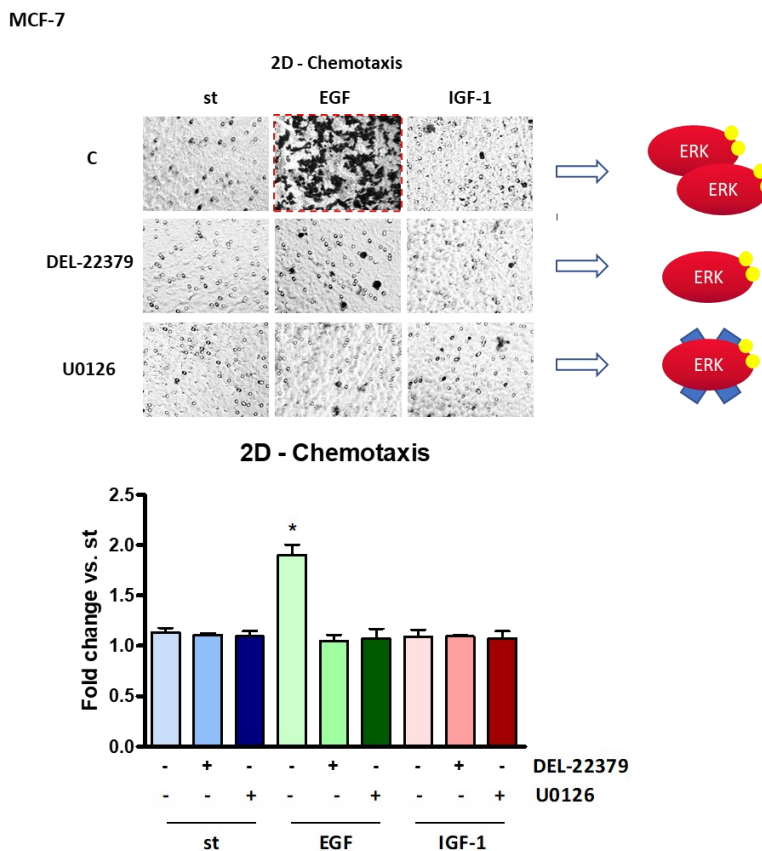 MCF-7
2D - Chemotaxis
st EGF IGF-1
C
ERK
ERK
DEL-22379
ERK
U0126
ERK
2D - Chemotaxis
Fold change vs. st
2.5
2.0
1.5
1.0
0.5
0.0
*
- + - - + - - + - DEL-22379
- - + - - + - - + U0126
st EGF IGF-1